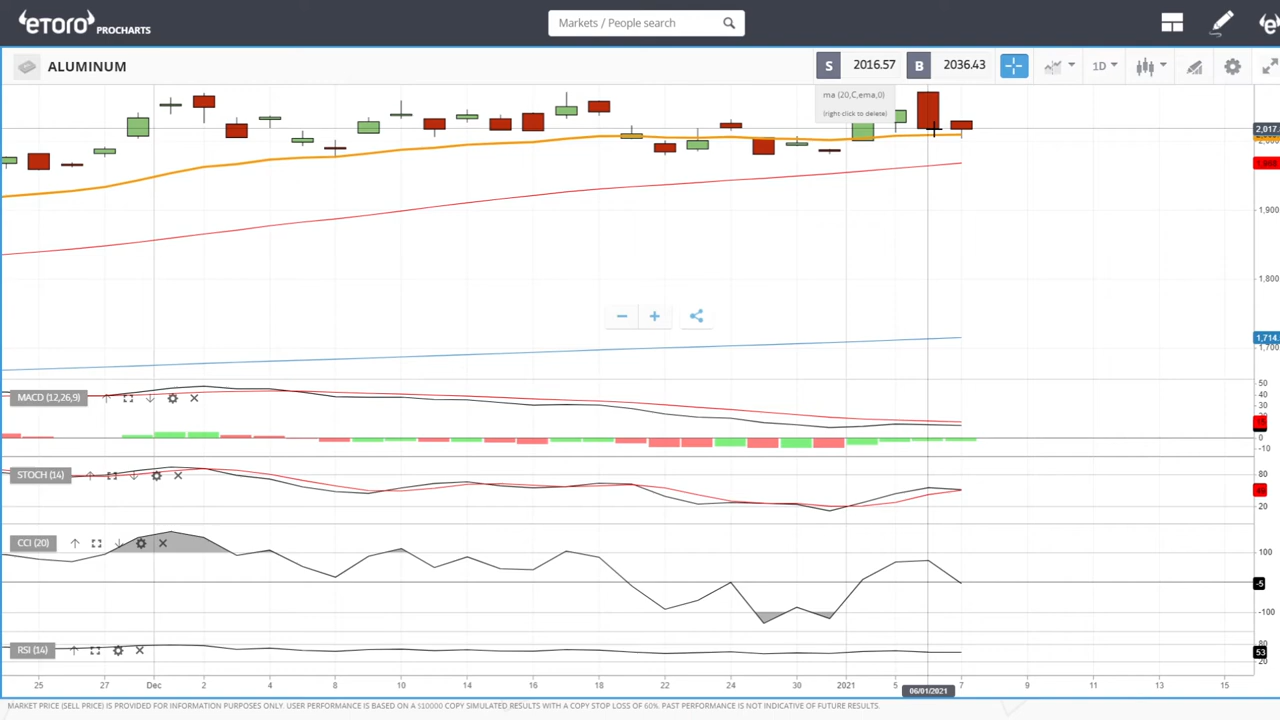 eToro PROCHARTS
Markets / People search
ALUMINUM
S 2016.57 B 2036.43
1D
ma (20,C,ema,0)
(right click to delete)
2,017.
1,900
1,800
1,714.
1,700
MACD (12,26,9)
50
40
30
0
-10
STOCH (14)
80
20
CCI (20)
100
-5
-100
RSI (14)
80
53
20
25 27 Dec 2 4 8 10 14 16 18 22 24 30 2021 5 7 9 11 13 15
06/01/2021
MARKET PRICE (SELL PRICE) IS PROVIDED FOR INFORMATION PURPOSES ONLY. USER PERFORMANCE IS BASED ON A $10000 COPY SIMULATED RESULTS WITH A COPY STOP LOSS OF 60%. PAST PERFORMANCE IS NOT INDICATIVE OF FUTURE RESULTS.